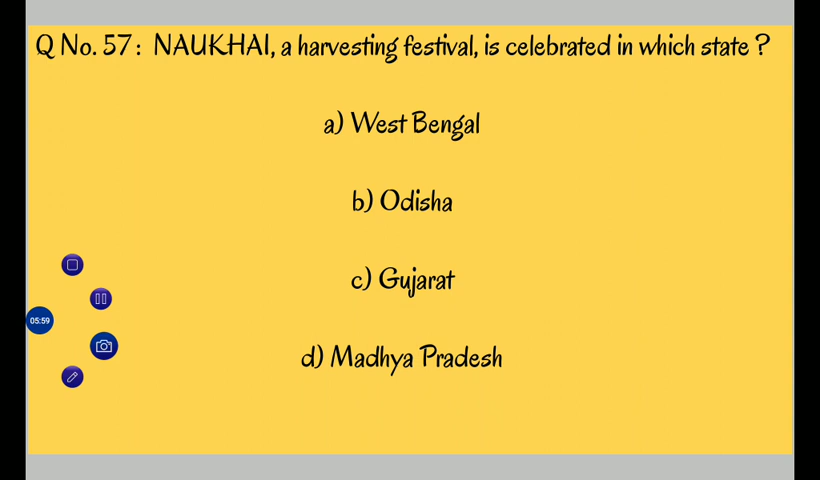 Q No. 57 : NAUKHAI, a harvesting festival, is celebrated in which state ?
a) West Bengal
b) Odisha
c) Gujarat
05:59
d) Madhya Pradesh